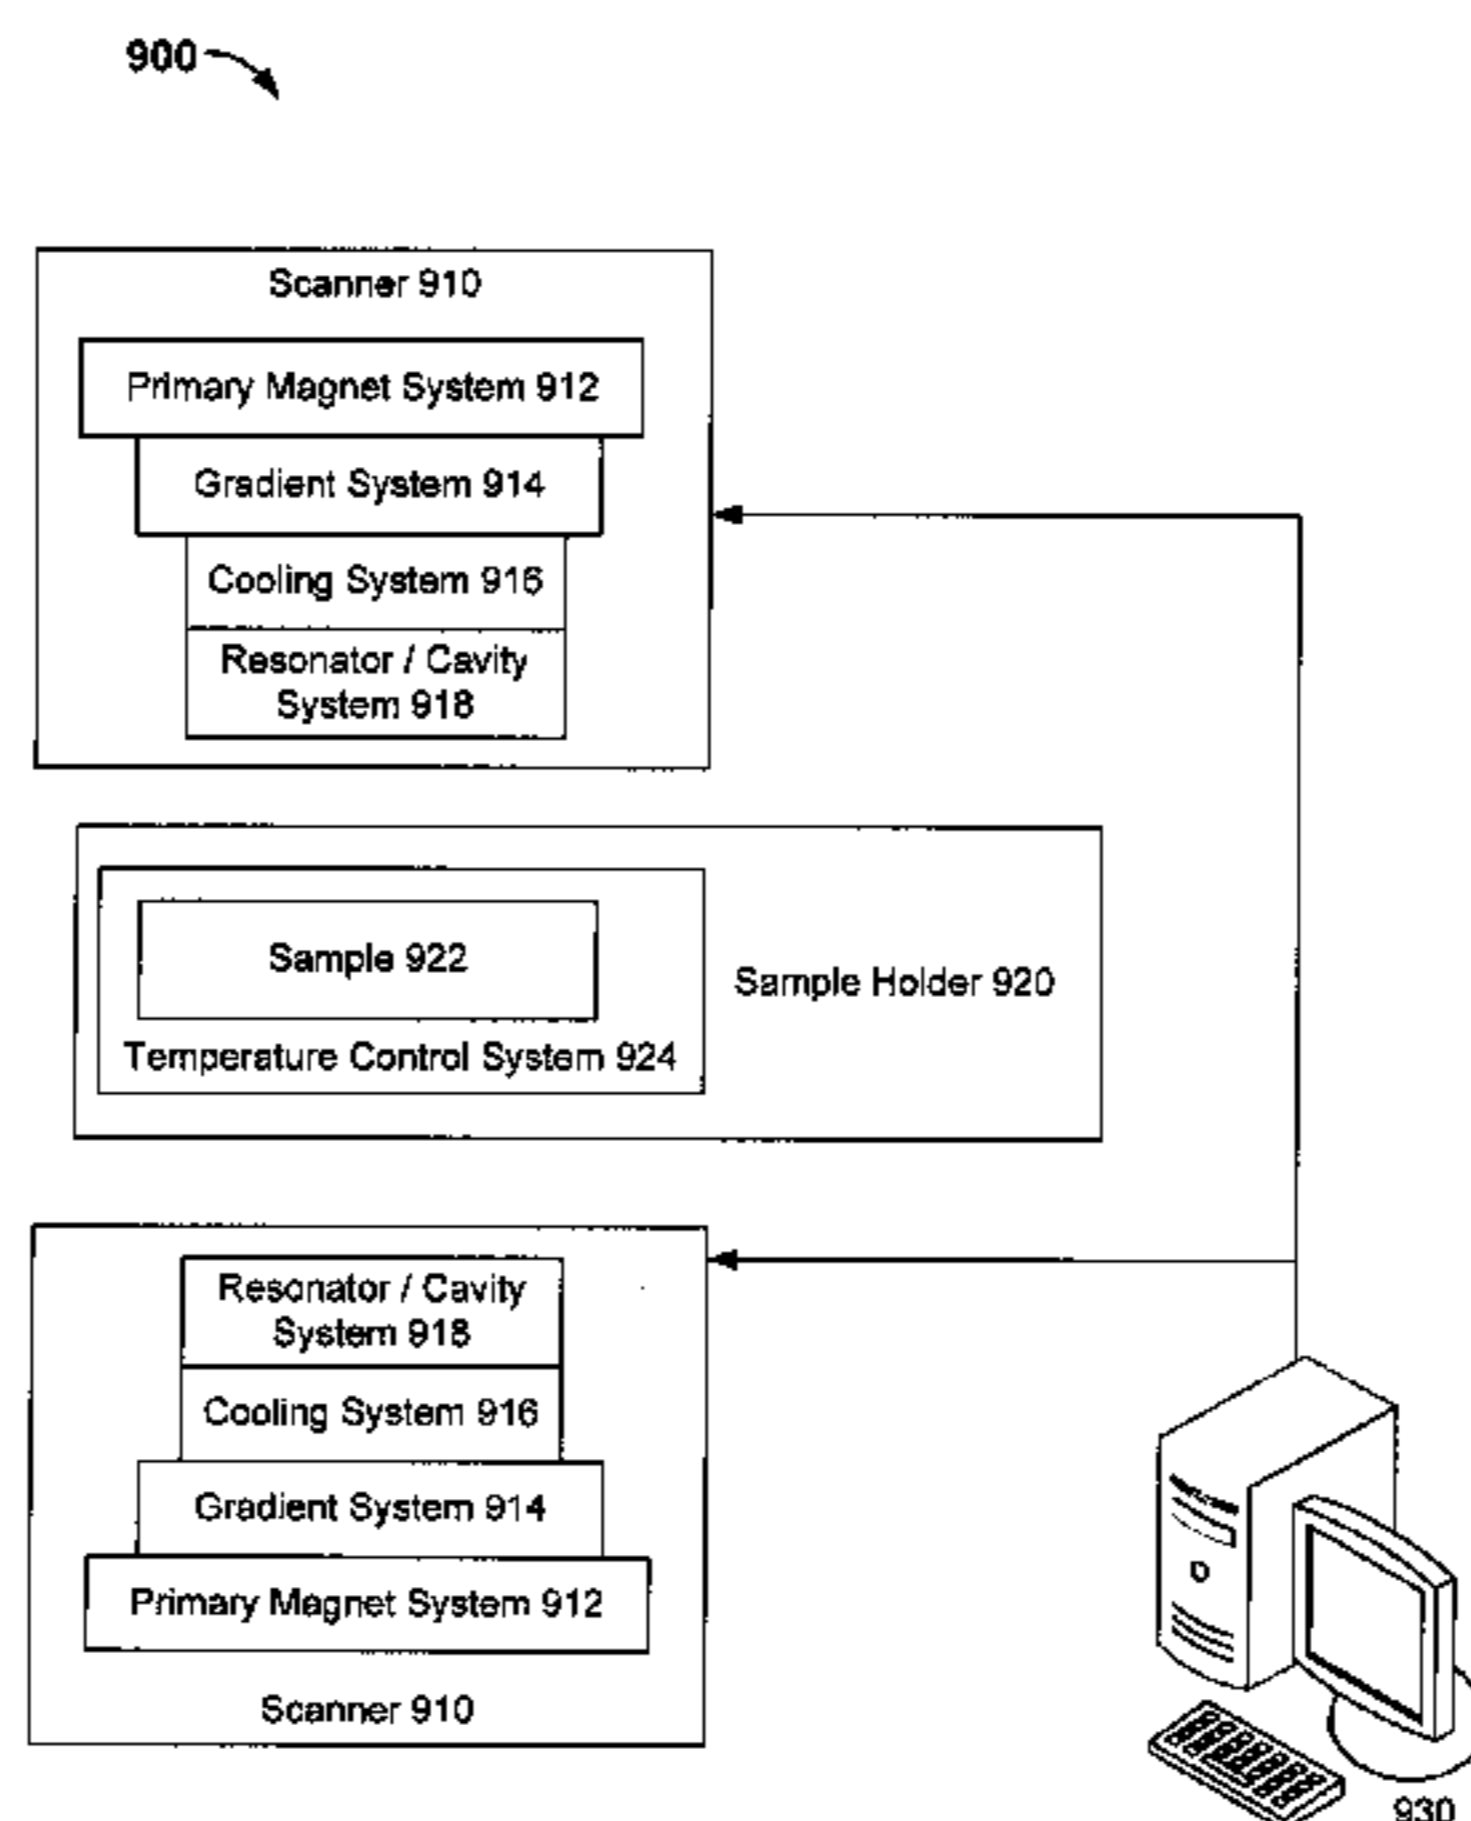 900
Scanner 910
Primary Magnet System 912
Gradient System 914
Cooling System 916
Resonator / Cavity
System 918
Sample 922
Sample Holder 920
Temperature Control System 924
Resonator / Cavity
System 918
Cooling System 916
Gradient System 914
Primary Magnet System 912
Scanner 910
930